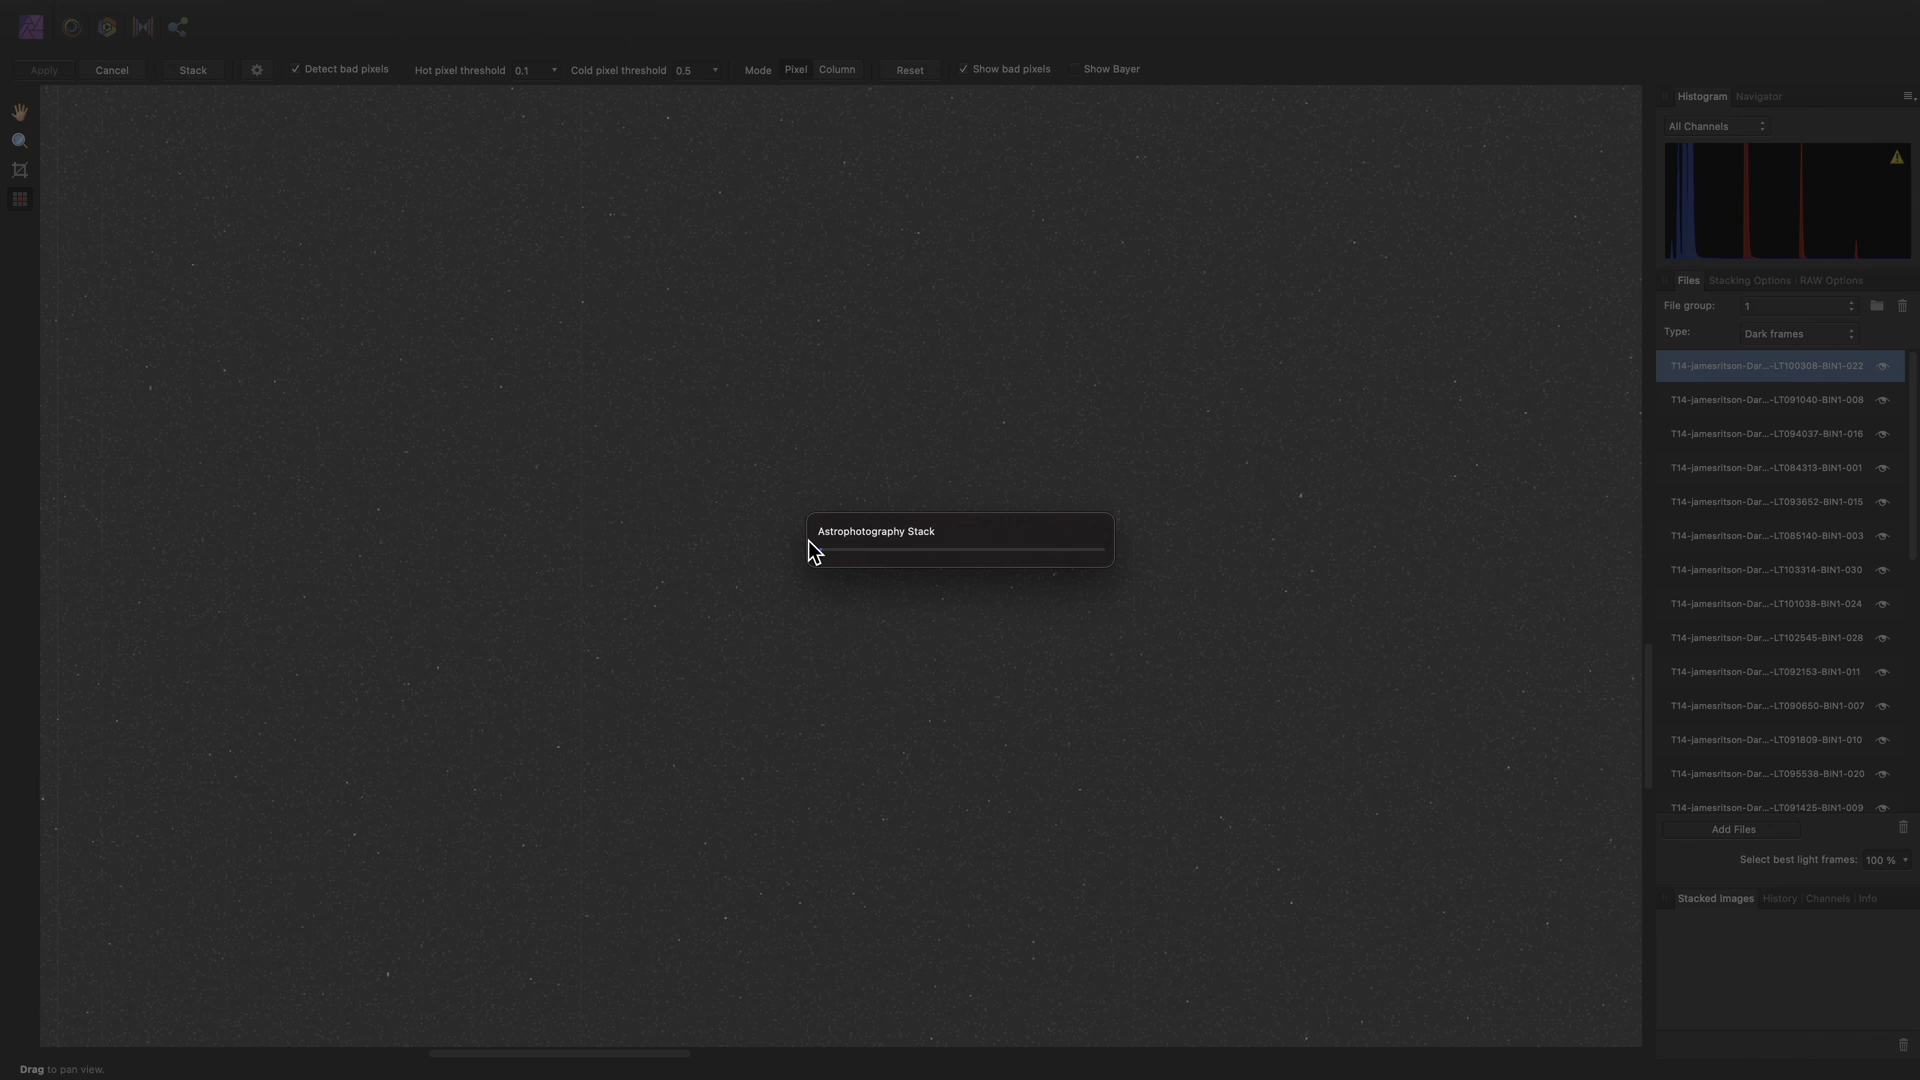 Apply Cancel Stack Detect bad pixels Hot pixel threshold 0.1 Cold pixel threshold 0.5 Mode Pixel Column Reset Show bad pixels Show Bayer
Histogram Navigator
All Channels
Files Stacking Options RAW Options
File group: 1
Type: Dark frames
T14-jamesritson-Dar...-LT100308-BIN1-022
T14-jamesritson-Dar...-LT091040-BIN1-008
T14-jamesritson-Dar...-LT094037-BIN1-016
T14-jamesritson-Dar...-LT084313-BIN1-001
T14-jamesritson-Dar...-LT093652-BIN1-015
Astrophotography Stack
T14-jamesritson-Dar...-LT085140-BIN1-003
T14-jamesritson-Dar...-LT103314-BIN1-030
T14-jamesritson-Dar...-LT101038-BIN1-024
T14-jamesritson-Dar...-LT102545-BIN1-028
T14-jamesritson-Dar...-LT092153-BIN1-011
T14-jamesritson-Dar...-LT090650-BIN1-007
T14-jamesritson-Dar...-LT091809-BIN1-010
T14-jamesritson-Dar...-LT095538-BIN1-020
T14-jamesritson-Dar...-LT091425-BIN1-009
Add Files
Select best light frames: 100 %
Stacked Images History Channels Info
Drag to pan view.